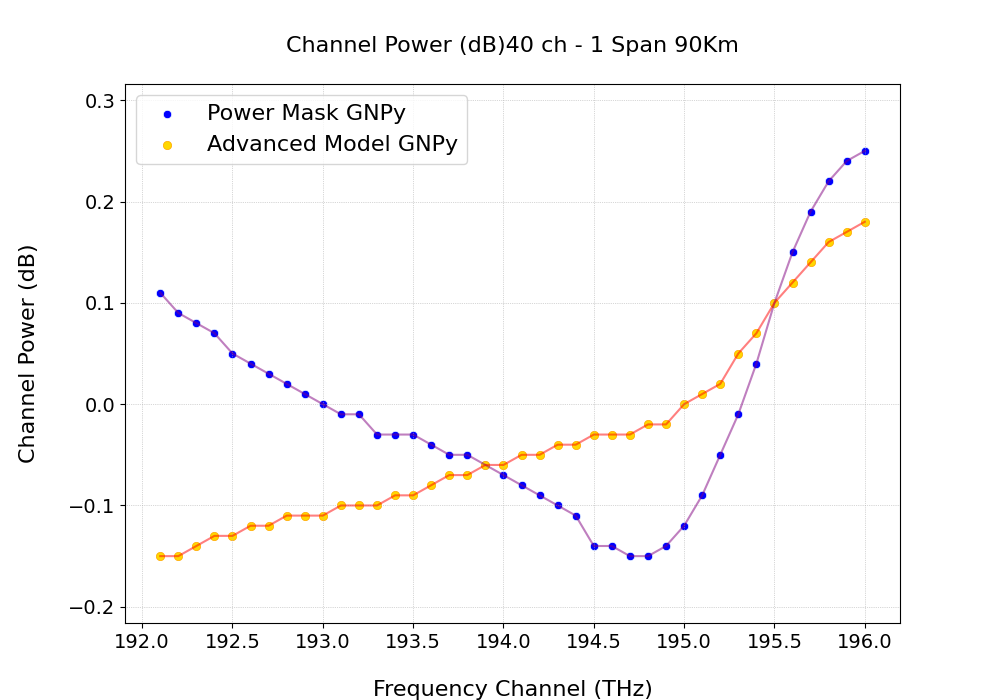 Channel Power (dB)40 ch - 1 Span 90Km
Power Mask GNPy
Advanced Model GNPy
Channel Power (dB)
0.3
0.2
0.1
0.0
−0.1
−0.2
192.0 192.5 193.0 193.5 194.0 194.5 195.0 195.5 196.0
Frequency Channel (THz)